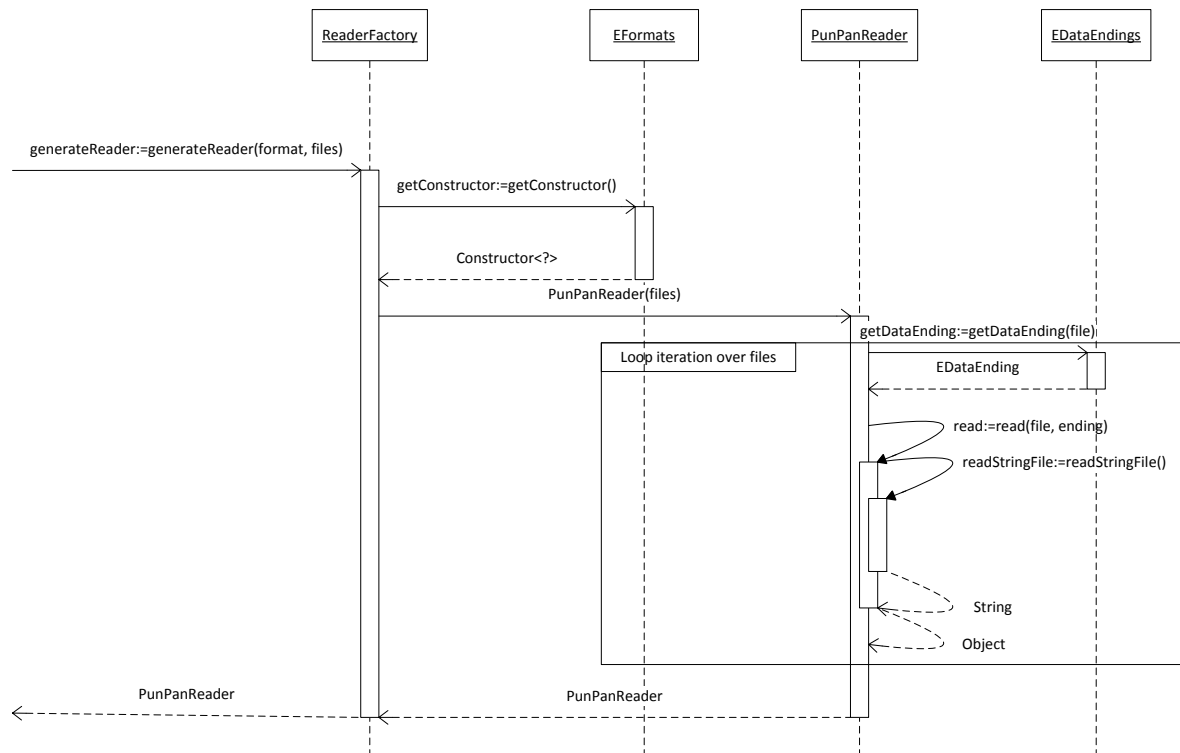 ReaderFactory
EFormats
PunPanReader
EDataEndings
generateReader:=generateReader(format, files)
getConstructor:=getConstructor()
Constructor<?>
PunPanReader(files)
getDataEnding:=getDataEnding(file)
Loop iteration over files
EDataEnding
read:=read(file, ending)
readStringFile:=readStringFile()
String
Object
PunPanReader
PunPanReader